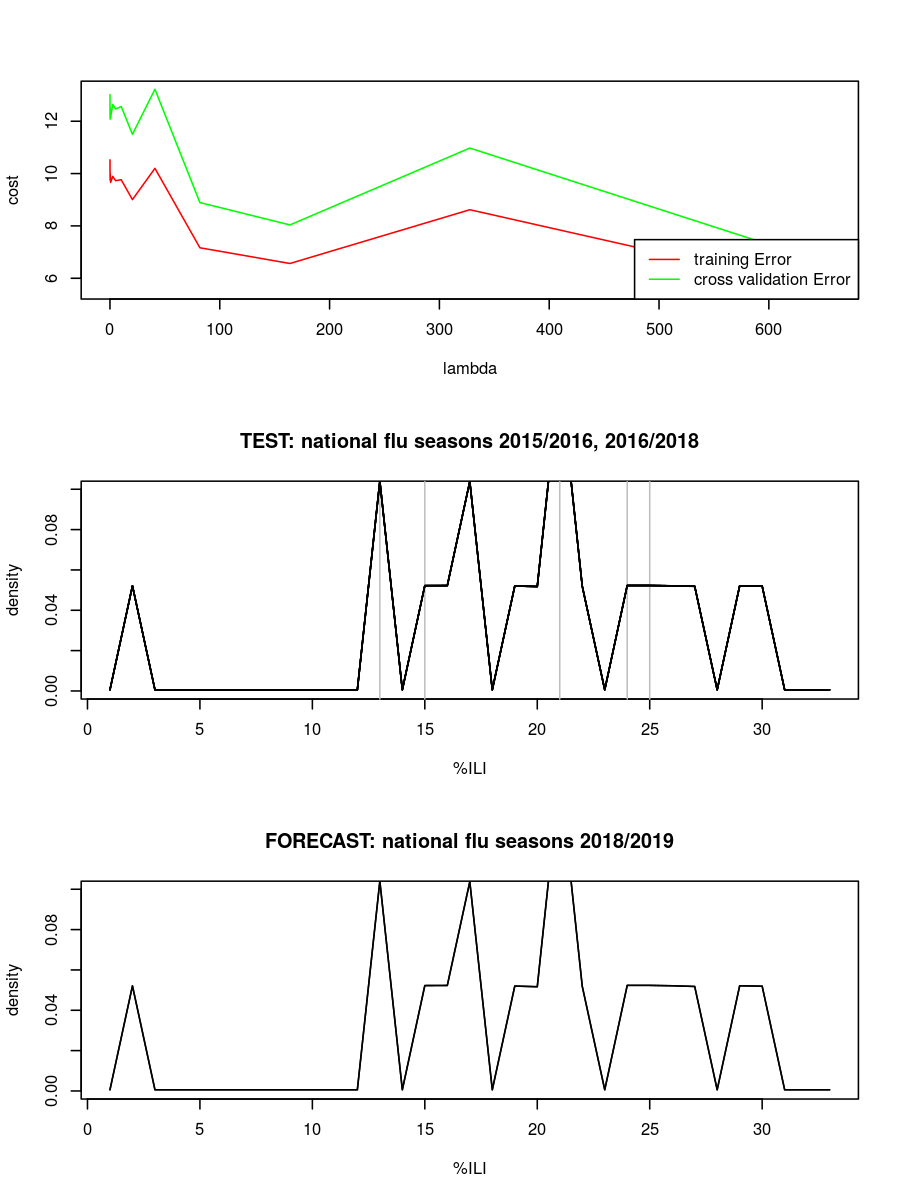 12
10
8
6
cost
training Error
cross validation Error
0 100 200 300 400 500 600
lambda
TEST: national flu seasons 2015/2016, 2016/2018
0.08
0.04
0.00
density
0 5 10 15 20 25 30
%ILI
FORECAST: national flu seasons 2018/2019
0.08
0.04
0.00
density
0 5 10 15 20 25 30
%ILI